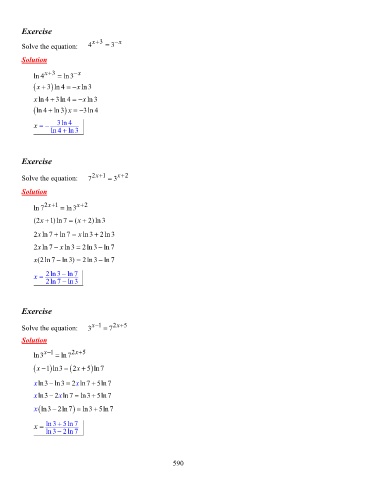 Exercise
Solve the equation: 4^{x+3} = 3^{-x}
Solution
ln 4^{x+3} = ln 3^{-x}
(x + 3) ln 4 = -x ln 3
x ln 4 + 3 ln 4 = -x ln 3
(ln 4 + ln 3) x = -3 ln 4
x = - \frac{3 ln 4}{ln 4 + ln 3}
Exercise
Solve the equation: 7^{2x+1} = 3^{x+2}
Solution
ln 7^{2x+1} = ln 3^{x+2}
(2x + 1) ln 7 = (x + 2) ln 3
2x ln 7 + ln 7 = x ln 3 + 2 ln 3
2x ln 7 - x ln 3 = 2 ln 3 - ln 7
x(2 ln 7 - ln 3) = 2 ln 3 - ln 7
x = \frac{2 ln 3 - ln 7}{2 ln 7 - ln 3}
Exercise
Solve the equation: 3^{x-1} = 7^{2x+5}
Solution
ln 3^{x-1} = ln 7^{2x+5}
(x - 1) ln 3 = (2x + 5) ln 7
x ln 3 - ln 3 = 2x ln 7 + 5 ln 7
x ln 3 - 2x ln 7 = ln 3 + 5 ln 7
x(ln 3 - 2 ln 7) = ln 3 + 5 ln 7
x = \frac{ln 3 + 5 ln 7}{ln 3 - 2 ln 7}
590